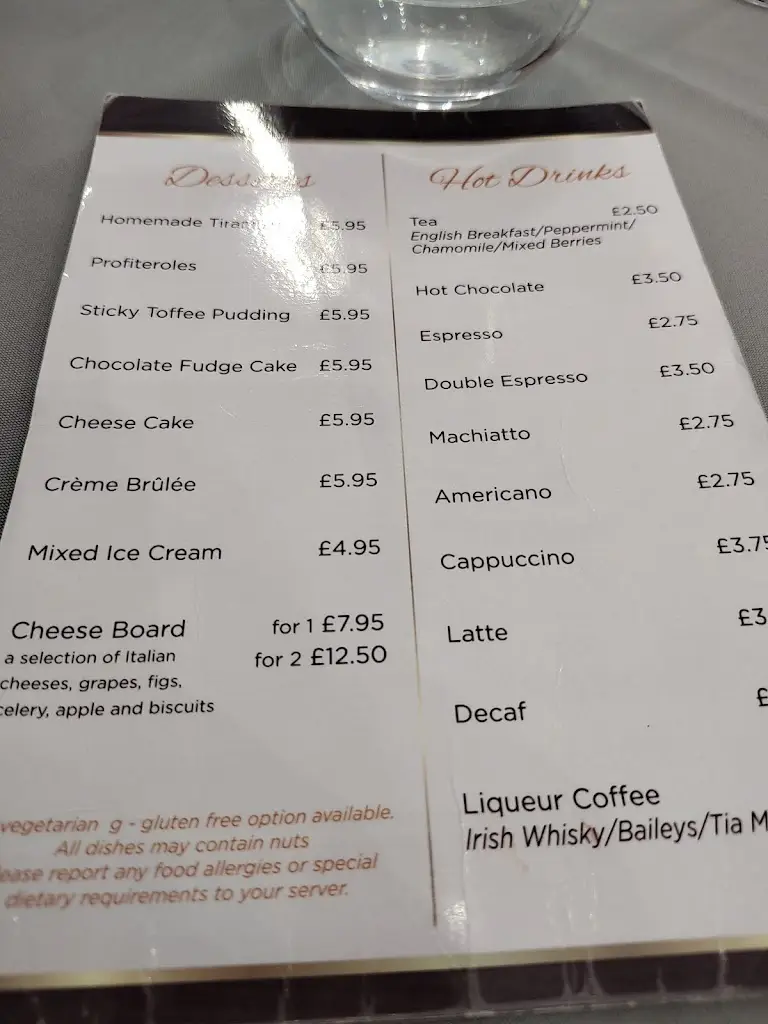 Desserts
Homemade £5.95
Profiteroles £5.95
Sticky Toffee Pudding £5.95
Chocolate Fudge Cake £5.95
Cheese Cake £5.95
Crème Brûlée £5.95
Mixed Ice Cream £4.95
Cheese Board for 1 £7.95
a selection of Italian for 2 £12.50
cheeses, grapes, figs,
celery, apple and biscuits
vegetarian g - gluten free option available.
All dishes may contain nuts
report any food allergies or special
dietary requirements to your server.
Hot Drinks
Tea £2.50
English Breakfast/Peppermint/
Chamomile/Mixed Berries
Hot Chocolate £3.50
Espresso £2.75
Double Espresso £3.50
Machiatto £2.75
Americano £2.75
Cappuccino £3.75
Latte £3
Decaf £
Liqueur Coffee
Irish Whisky/Baileys/Tia M